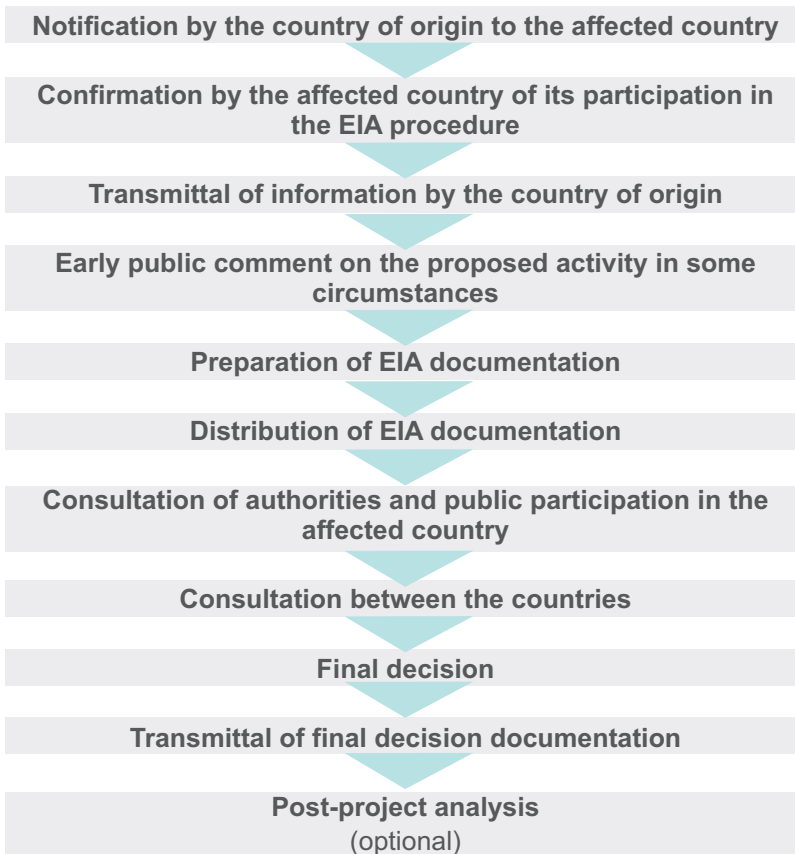 Notification by the country of origin to the affected country
Confirmation by the affected country of its participation in
the EIA procedure
Transmittal of information by the country of origin
Early public comment on the proposed activity in some
circumstances
Preparation of EIA documentation
Distribution of EIA documentation
Consultation of authorities and public participation in the
affected country
Consultation between the countries
Final decision
Transmittal of final decision documentation
Post-project analysis
(optional)